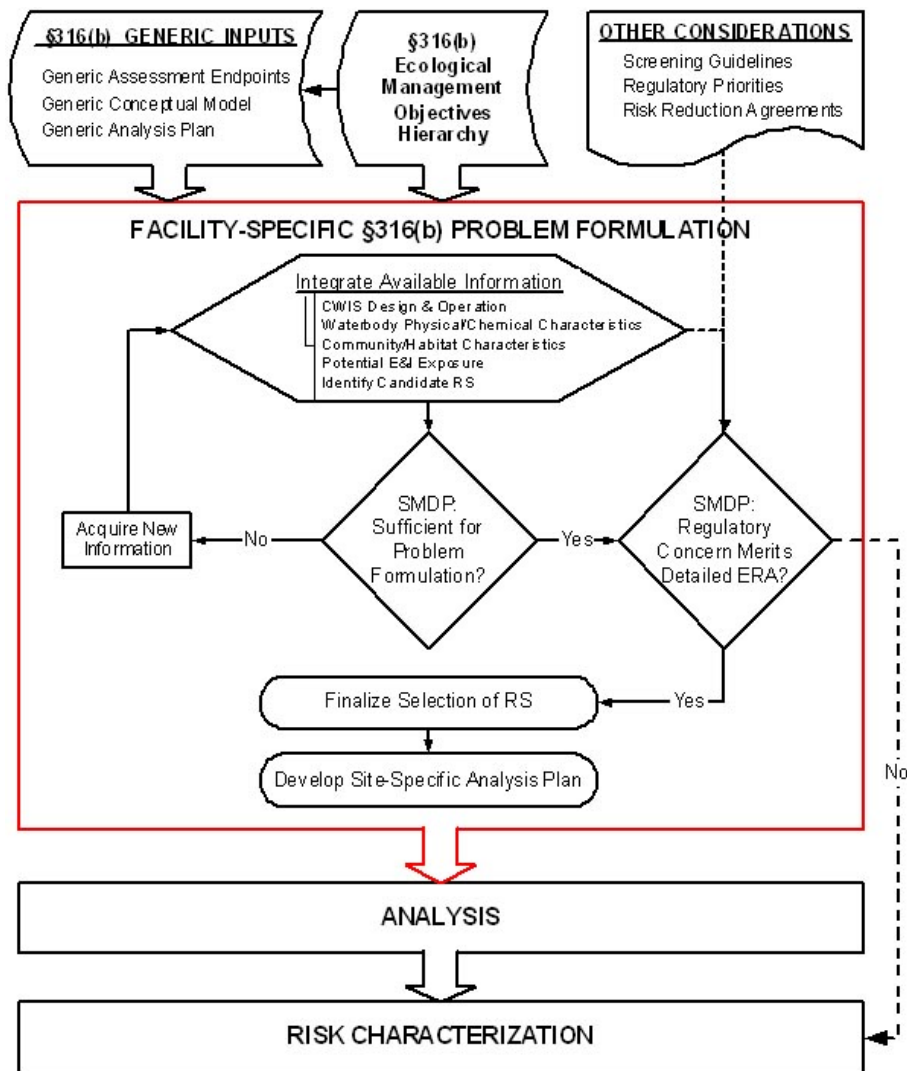 §316(b) GENERIC INPUTS
Generic Assessment Endpoints
Generic Conceptual Model
Generic Analysis Plan
§316(b)
Ecological
Management
Objectives
Hierarchy
OTHER CONSIDERATIONS
Screening Guidelines
Regulatory Priorities
Risk Reduction Agreements
FACILITY-SPECIFIC §316(b) PROBLEM FORMULATION
Integrate Available Information
CWIS Design & Operation
Waterbody Physical/Chemical Characteristics
Community/Habitat Characteristics
Potential E&I Exposure
Identify Candidate RS
Acquire New
Information
No
SMDP:
Sufficient for
Problem
Formulation?
Yes
SMDP:
Regulatory
Concern Merits
Detailed ERA?
Finalize Selection of RS
Yes
Develop Site-Specific Analysis Plan
No
ANALYSIS
RISK CHARACTERIZATION